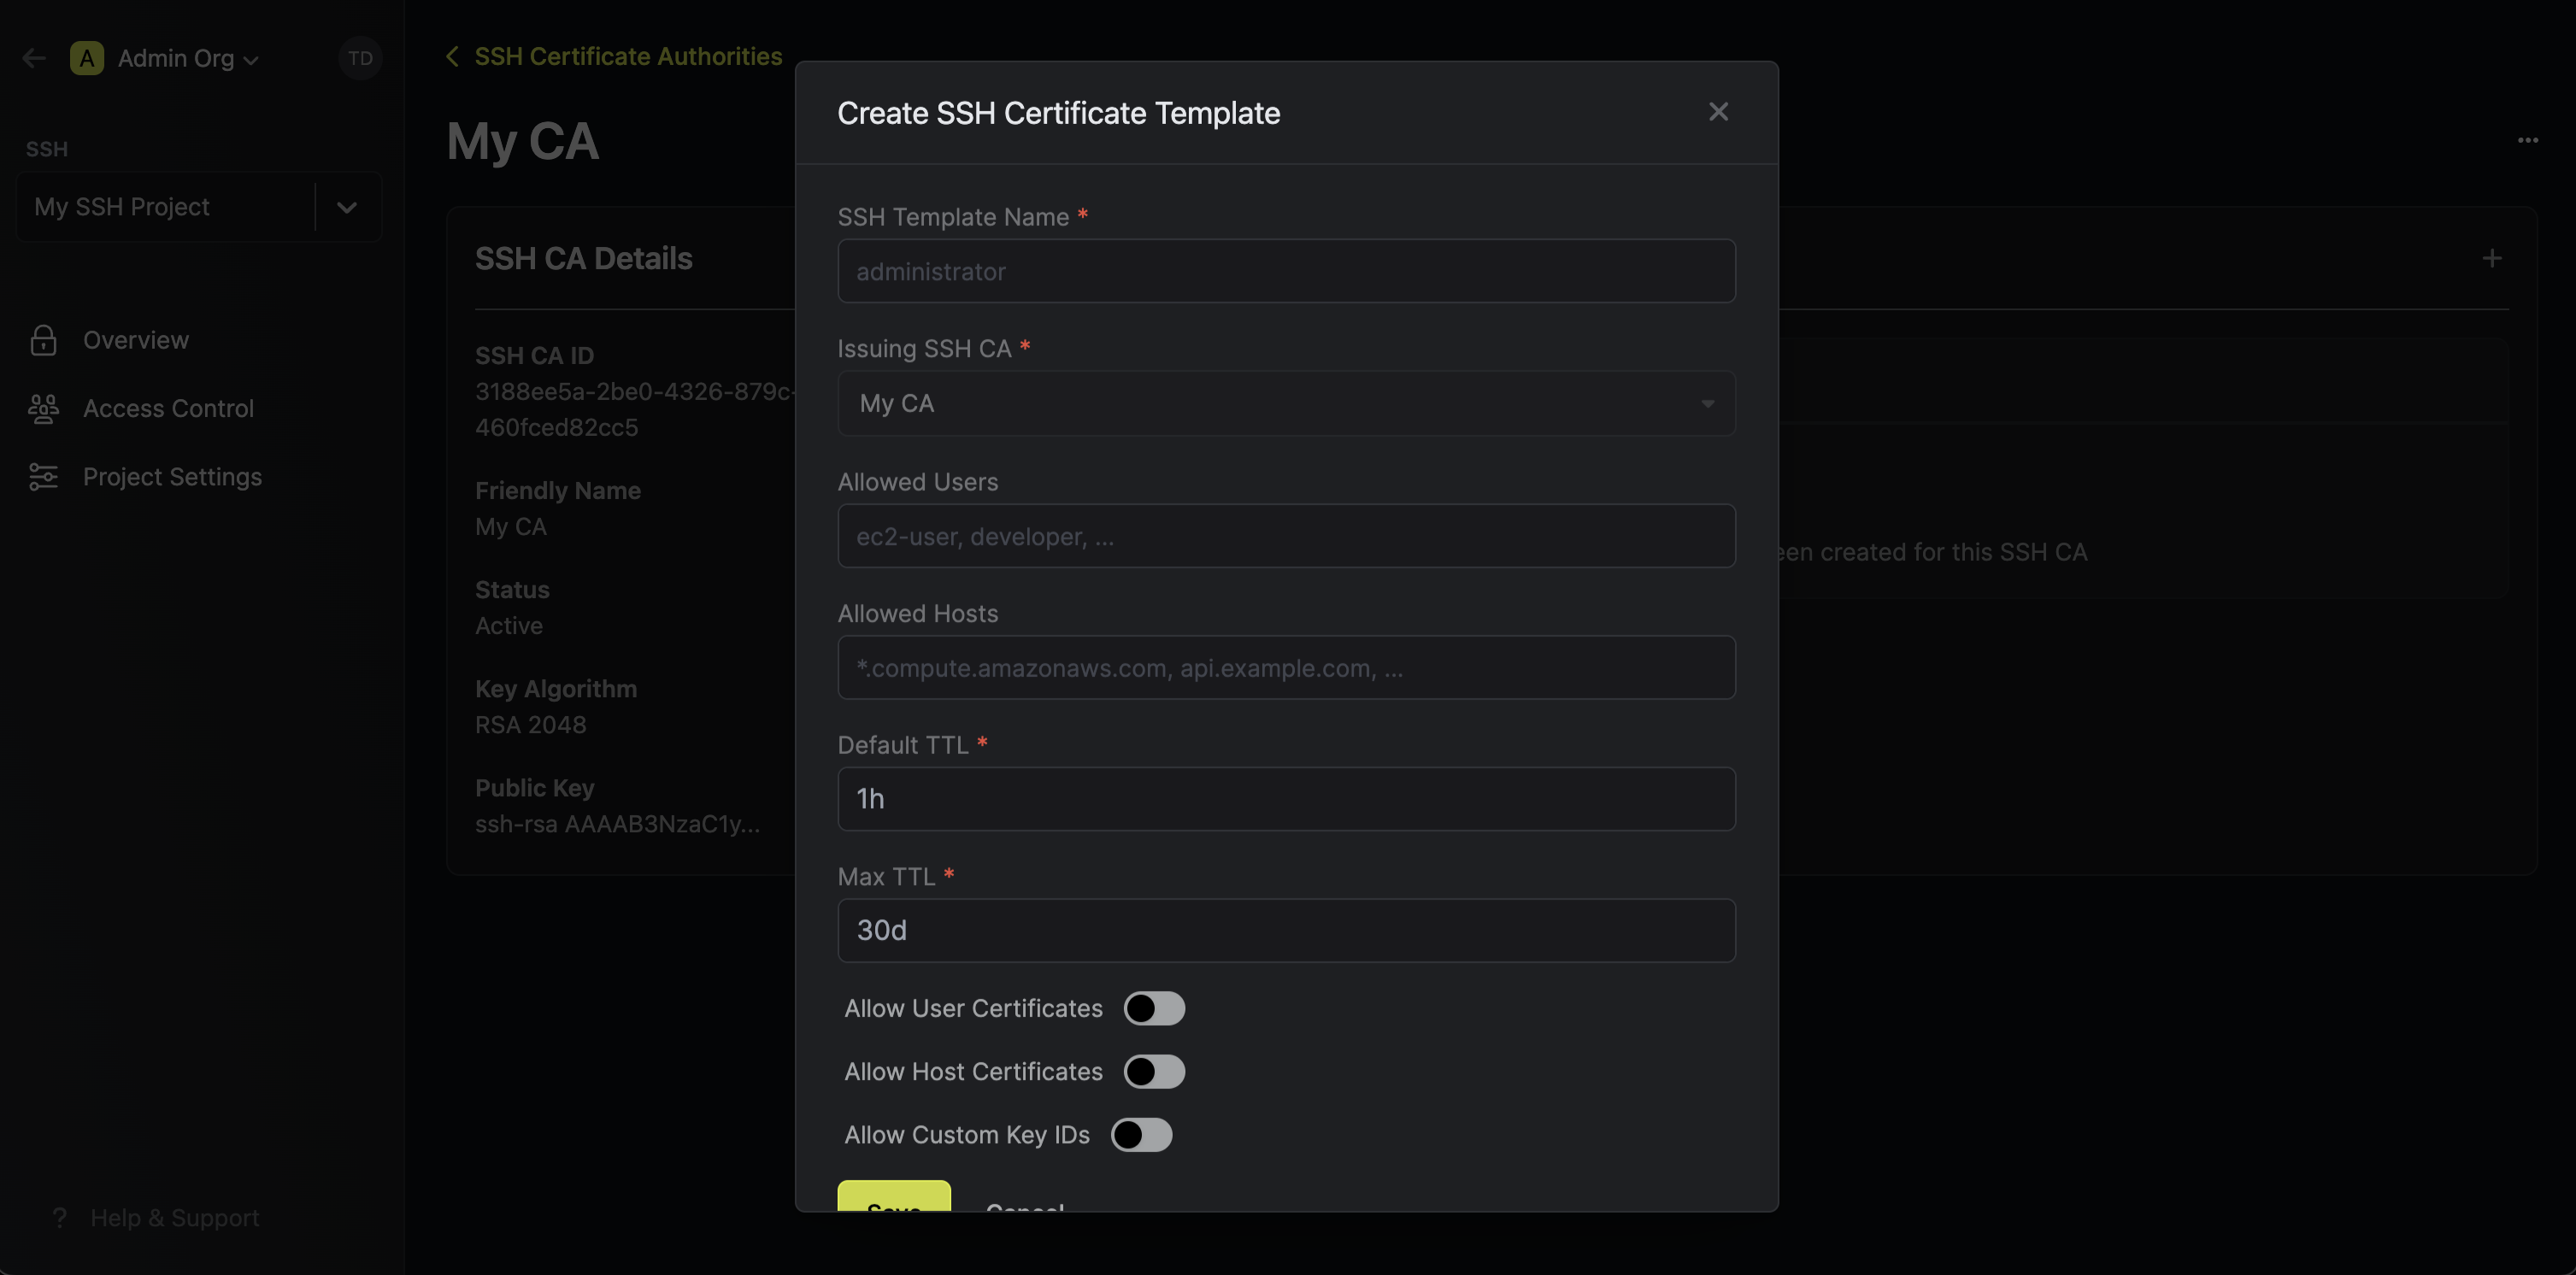 A Admin Org
TD
SSH
My SSH Project
Overview
Access Control
Project Settings
? Help & Support
SSH Certificate Authorities
My CA
SSH CA Details
SSH CA ID
3188ee5a-2be0-4326-879c-
460fced82cc5
Friendly Name
My CA
Status
Active
Key Algorithm
RSA 2048
Public Key
ssh-rsa AAAAB3NzaC1y...
created for this SSH CA
Create SSH Certificate Template
SSH Template Name *
administrator
Issuing SSH CA *
My CA
Allowed Users
ec2-user, developer, ...
Allowed Hosts
*.compute.amazonaws.com, api.example.com, ...
Default TTL *
1h
Max TTL *
30d
Allow User Certificates
Allow Host Certificates
Allow Custom Key IDs
Save
Cancel